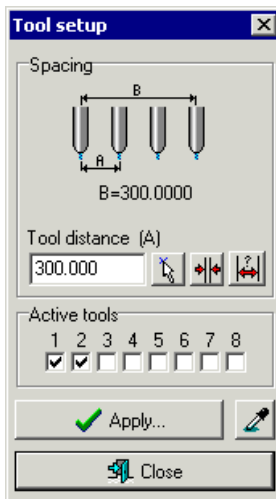 Tool setup
Spacing
B
A
B=300.0000
Tool distance (A)
300.000
?
Active tools
1 2 3 4 5 6 7 8
Apply...
Close